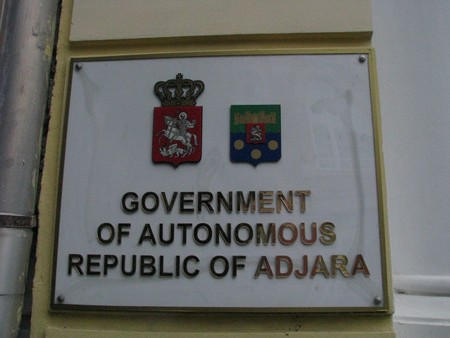 GOVERNMENT
OF AUTONOMOUS
REPUBLIC OF ADJARA